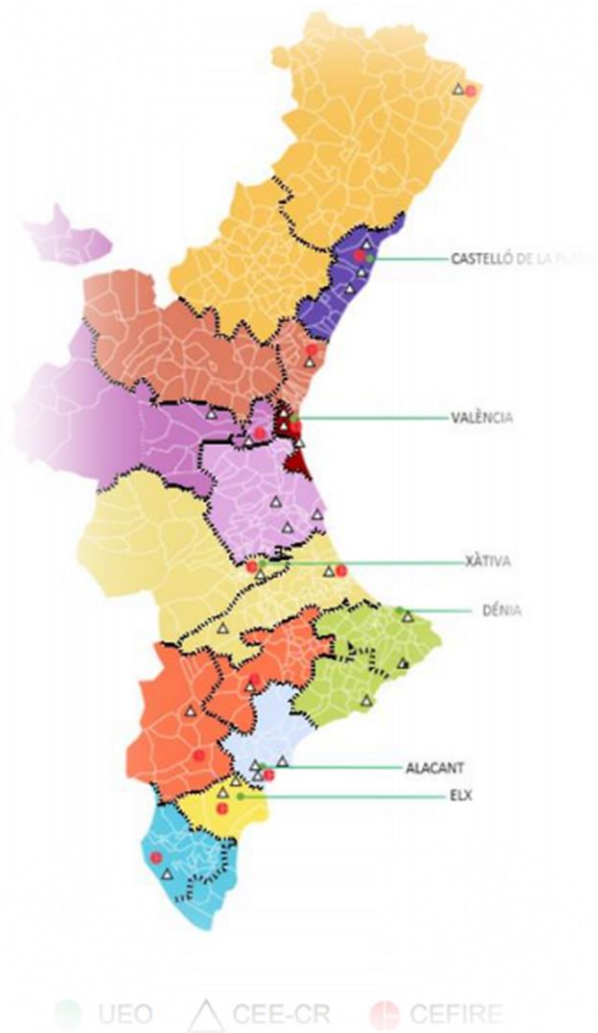 CASTELLÓ DE LA PLANA
VALÈNCIA
XÀTIVA
DÉNIA
ALACANT
ELX
UEO CEE-CR CEFIRE